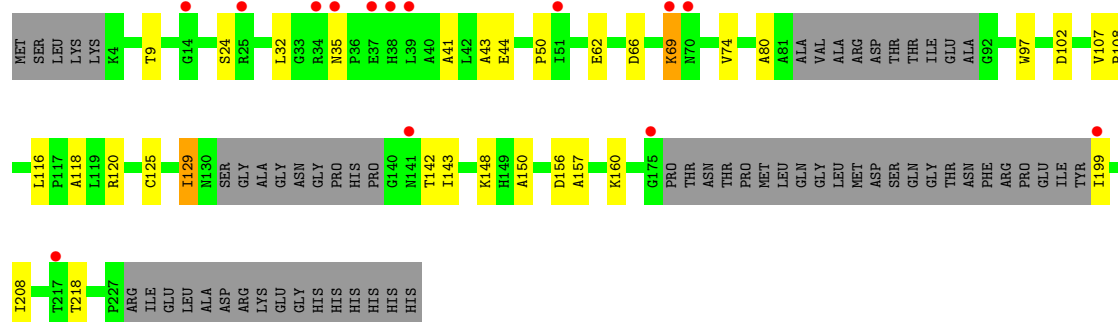 MET SER LEU LYS LYS K4 T9 G14 S24 R25 L32 G33 R34 N35 P36 E37 H38 L39 A40 A41 L42 A43 E44 P50 I51 E62 D66 K69 N70 V74 A80 A81 ALA VAL ALA ARG ASP THR THR ILE GLU ALA G92 W97 D102 V107
L116 P117 A118 L119 R120 C125 I129 N130 SER GLY ALA GLY ASN GLY PRO HIS PRO G140 N141 T142 I143 K148 H149 A150 D156 A157 K160 G175 PRO THR ASN THR PRO MET LEU GLN GLY LEU MET ASP SER GLN GLY THR ASN PHE ARG PRO GLU ILE TYR I199
I208 T217 T218 P227 ARG ILE GLU LEU ALA ASP ARG LYS GLU GLY HIS HIS HIS HIS HIS HIS